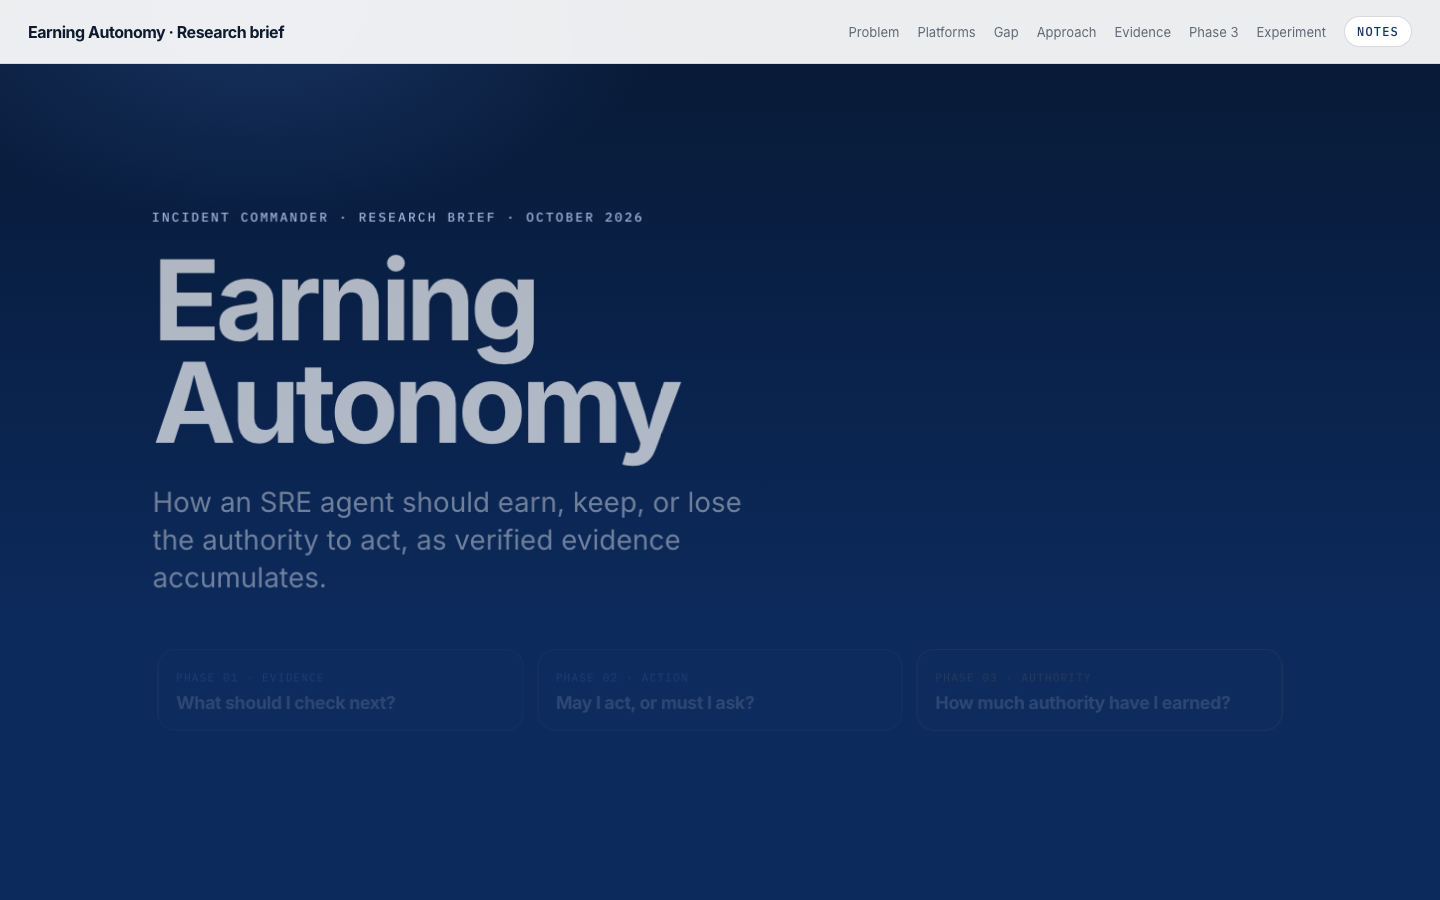 Earning Autonomy · Research brief
Problem Platforms Gap Approach Evidence Phase 3 Experiment NOTES
INCIDENT COMMANDER · RESEARCH BRIEF · OCTOBER 2026
Earning
Autonomy
How an SRE agent should earn, keep, or lose
the authority to act, as verified evidence
accumulates.
PHASE 01 · EVIDENCE
What should I check next?
PHASE 02 · ACTION
May I act, or must I ask?
PHASE 03 · AUTHORITY
How much authority have I earned?